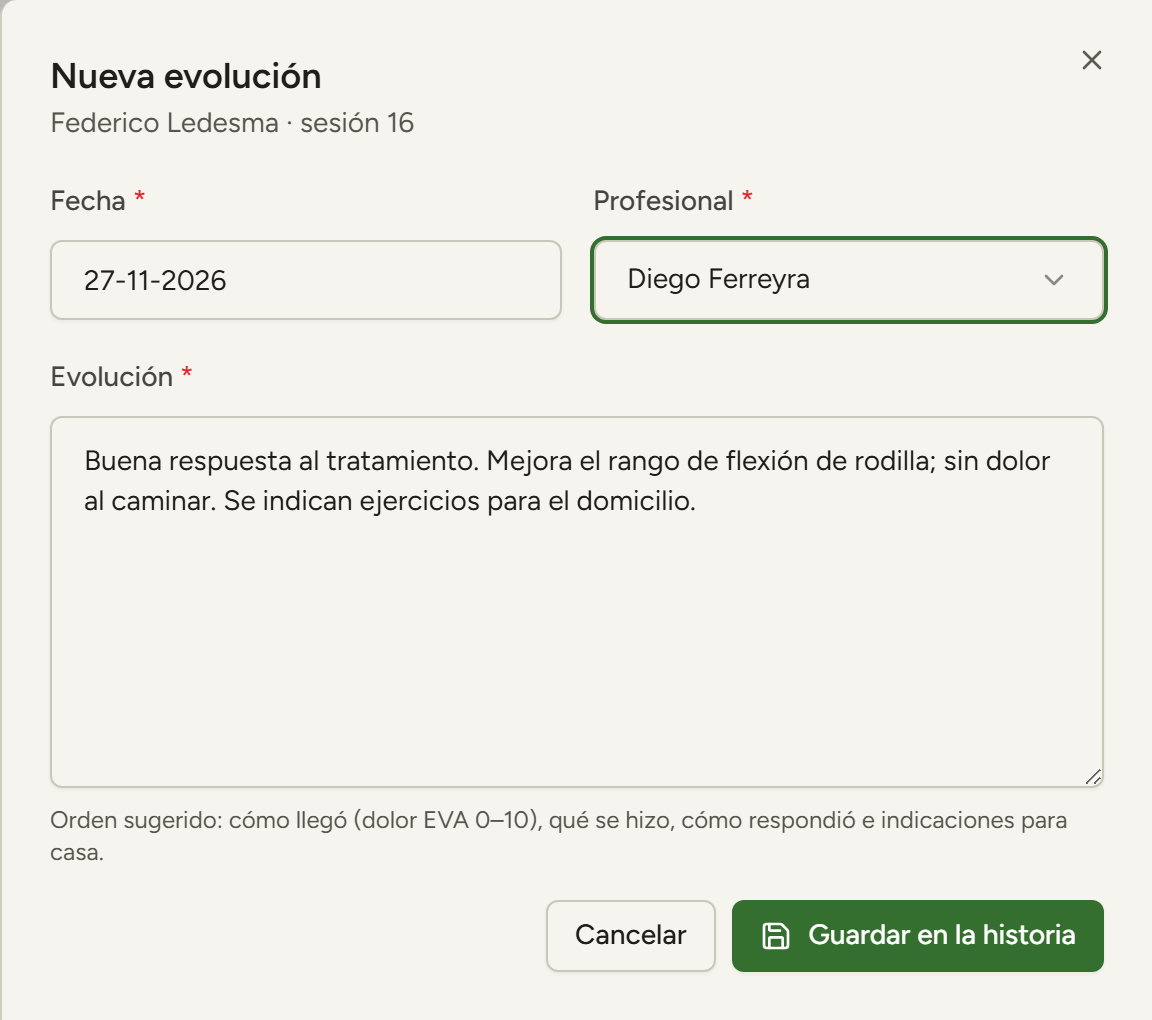 Nueva evolución
Federico Ledesma · sesión 16
Fecha *
Profesional *
27-11-2026
Diego Ferreyra
Evolución *
Buena respuesta al tratamiento. Mejora el rango de flexión de rodilla; sin dolor
al caminar. Se indican ejercicios para el domicilio.
Orden sugerido: cómo llegó (dolor EVA 0–10), qué se hizo, cómo respondió e indicaciones para
casa.
Cancelar
Guardar en la historia